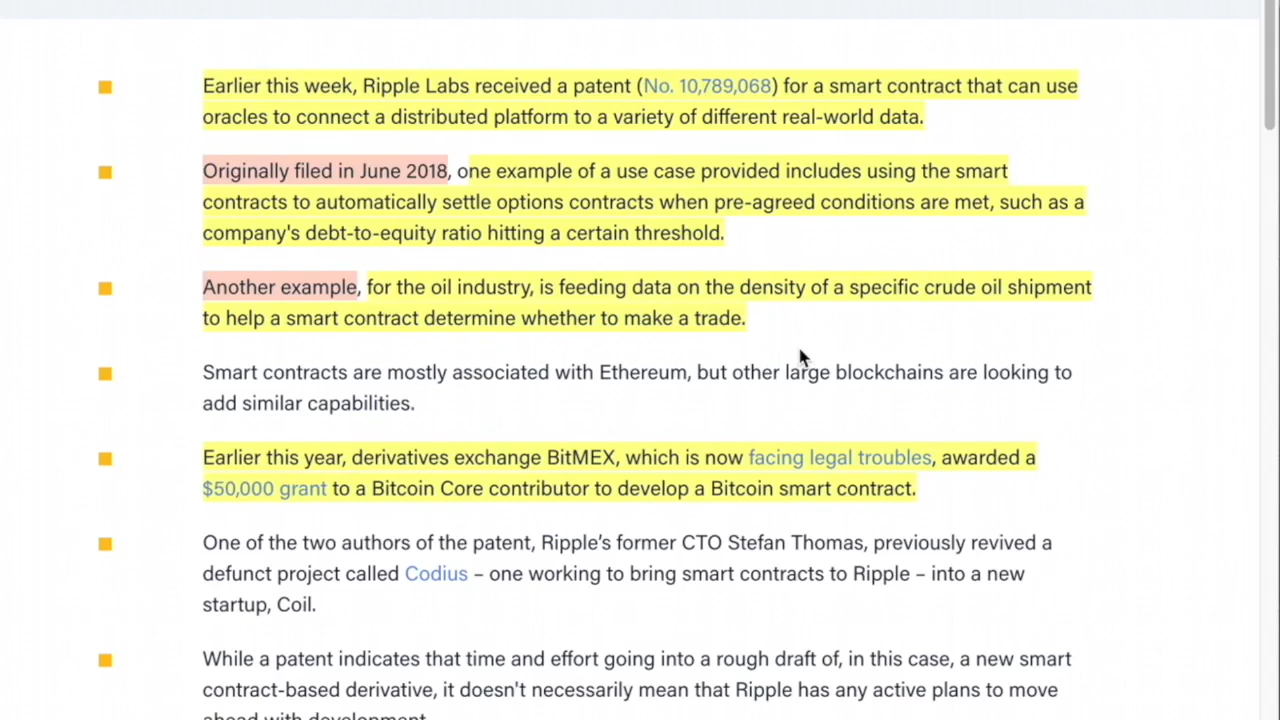 Earlier this week, Ripple Labs received a patent (No. 10,789,068) for a smart contract that can use
oracles to connect a distributed platform to a variety of different real-world data.
Originally filed in June 2018, one example of a use case provided includes using the smart
contracts to automatically settle options contracts when pre-agreed conditions are met, such as a
company's debt-to-equity ratio hitting a certain threshold.
Another example, for the oil industry, is feeding data on the density of a specific crude oil shipment
to help a smart contract determine whether to make a trade.
Smart contracts are mostly associated with Ethereum, but other large blockchains are looking to
add similar capabilities.
Earlier this year, derivatives exchange BitMEX, which is now facing legal troubles, awarded a
$50,000 grant to a Bitcoin Core contributor to develop a Bitcoin smart contract.
One of the two authors of the patent, Ripple’s former CTO Stefan Thomas, previously revived a
defunct project called Codius – one working to bring smart contracts to Ripple – into a new
startup, Coil.
While a patent indicates that time and effort going into a rough draft of, in this case, a new smart
contract-based derivative, it doesn't necessarily mean that Ripple has any active plans to move
ahead with development.